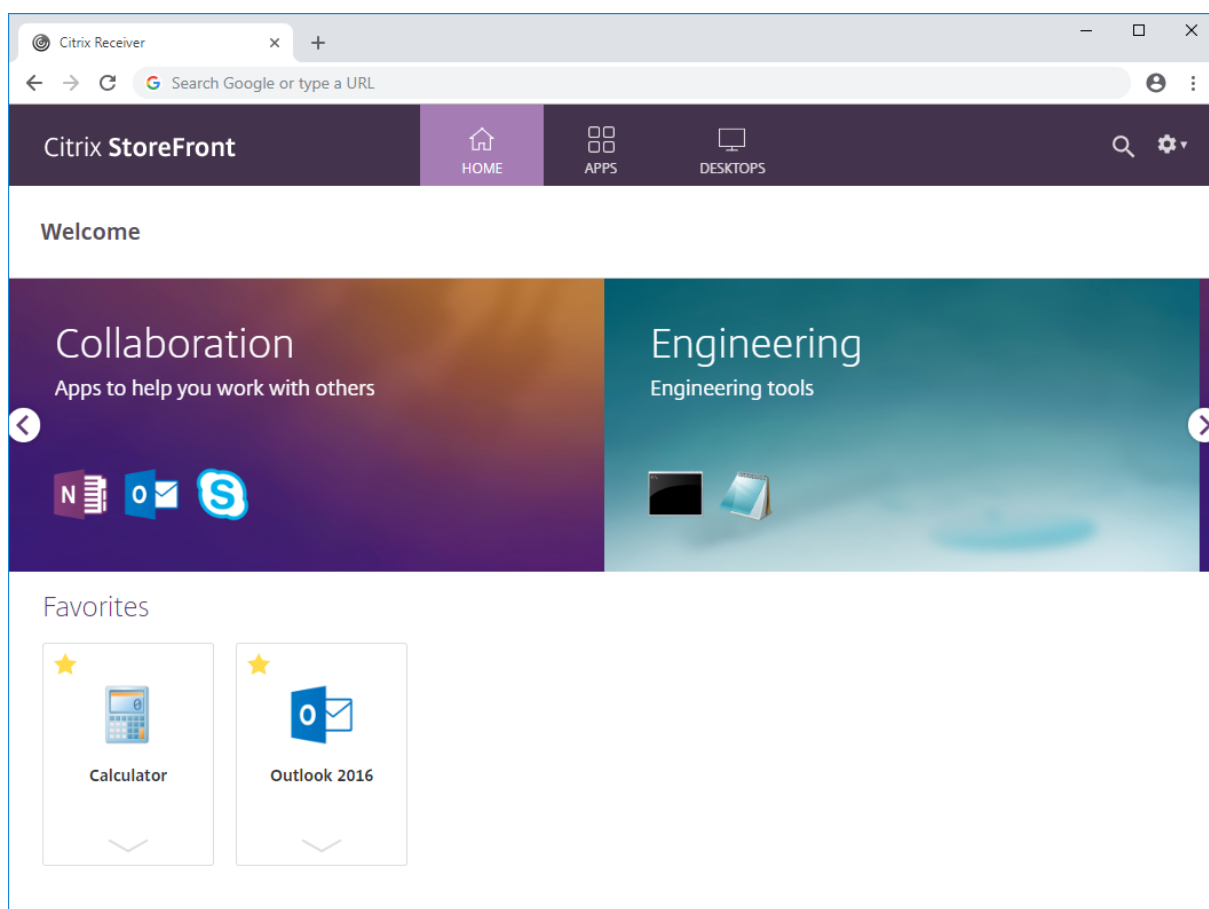 Citrix Receiver
Search Google or type a URL
Citrix StoreFront
HOME
APPS
DESKTOPS
Welcome
Collaboration
Apps to help you work with others
Engineering
Engineering tools
N
O
S
Favorites
0
Calculator
O
Outlook 2016